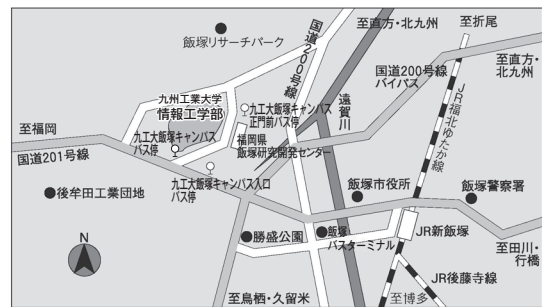 飯塚リサーチパーク
国道200号線
至直方・北九州
至折尾
至直方・
北九州
国道200号線
バイパス
遠賀川
JR福北ゆたか線
九州工業大学
情報工学部
九工大飯塚キャンパス
正門前バス停
福岡県
飯塚研究開発センター
九工大飯塚キャンパス
バス停
至福岡
国道201号線
九工大飯塚キャンパス入口
バス停
後牟田工業団地
飯塚市役所
飯塚警察署
勝盛公園
飯塚
バスターミナル
JR新飯塚
至田川・
行橋
JR後藤寺線
至鳥栖・久留米
至博多
N